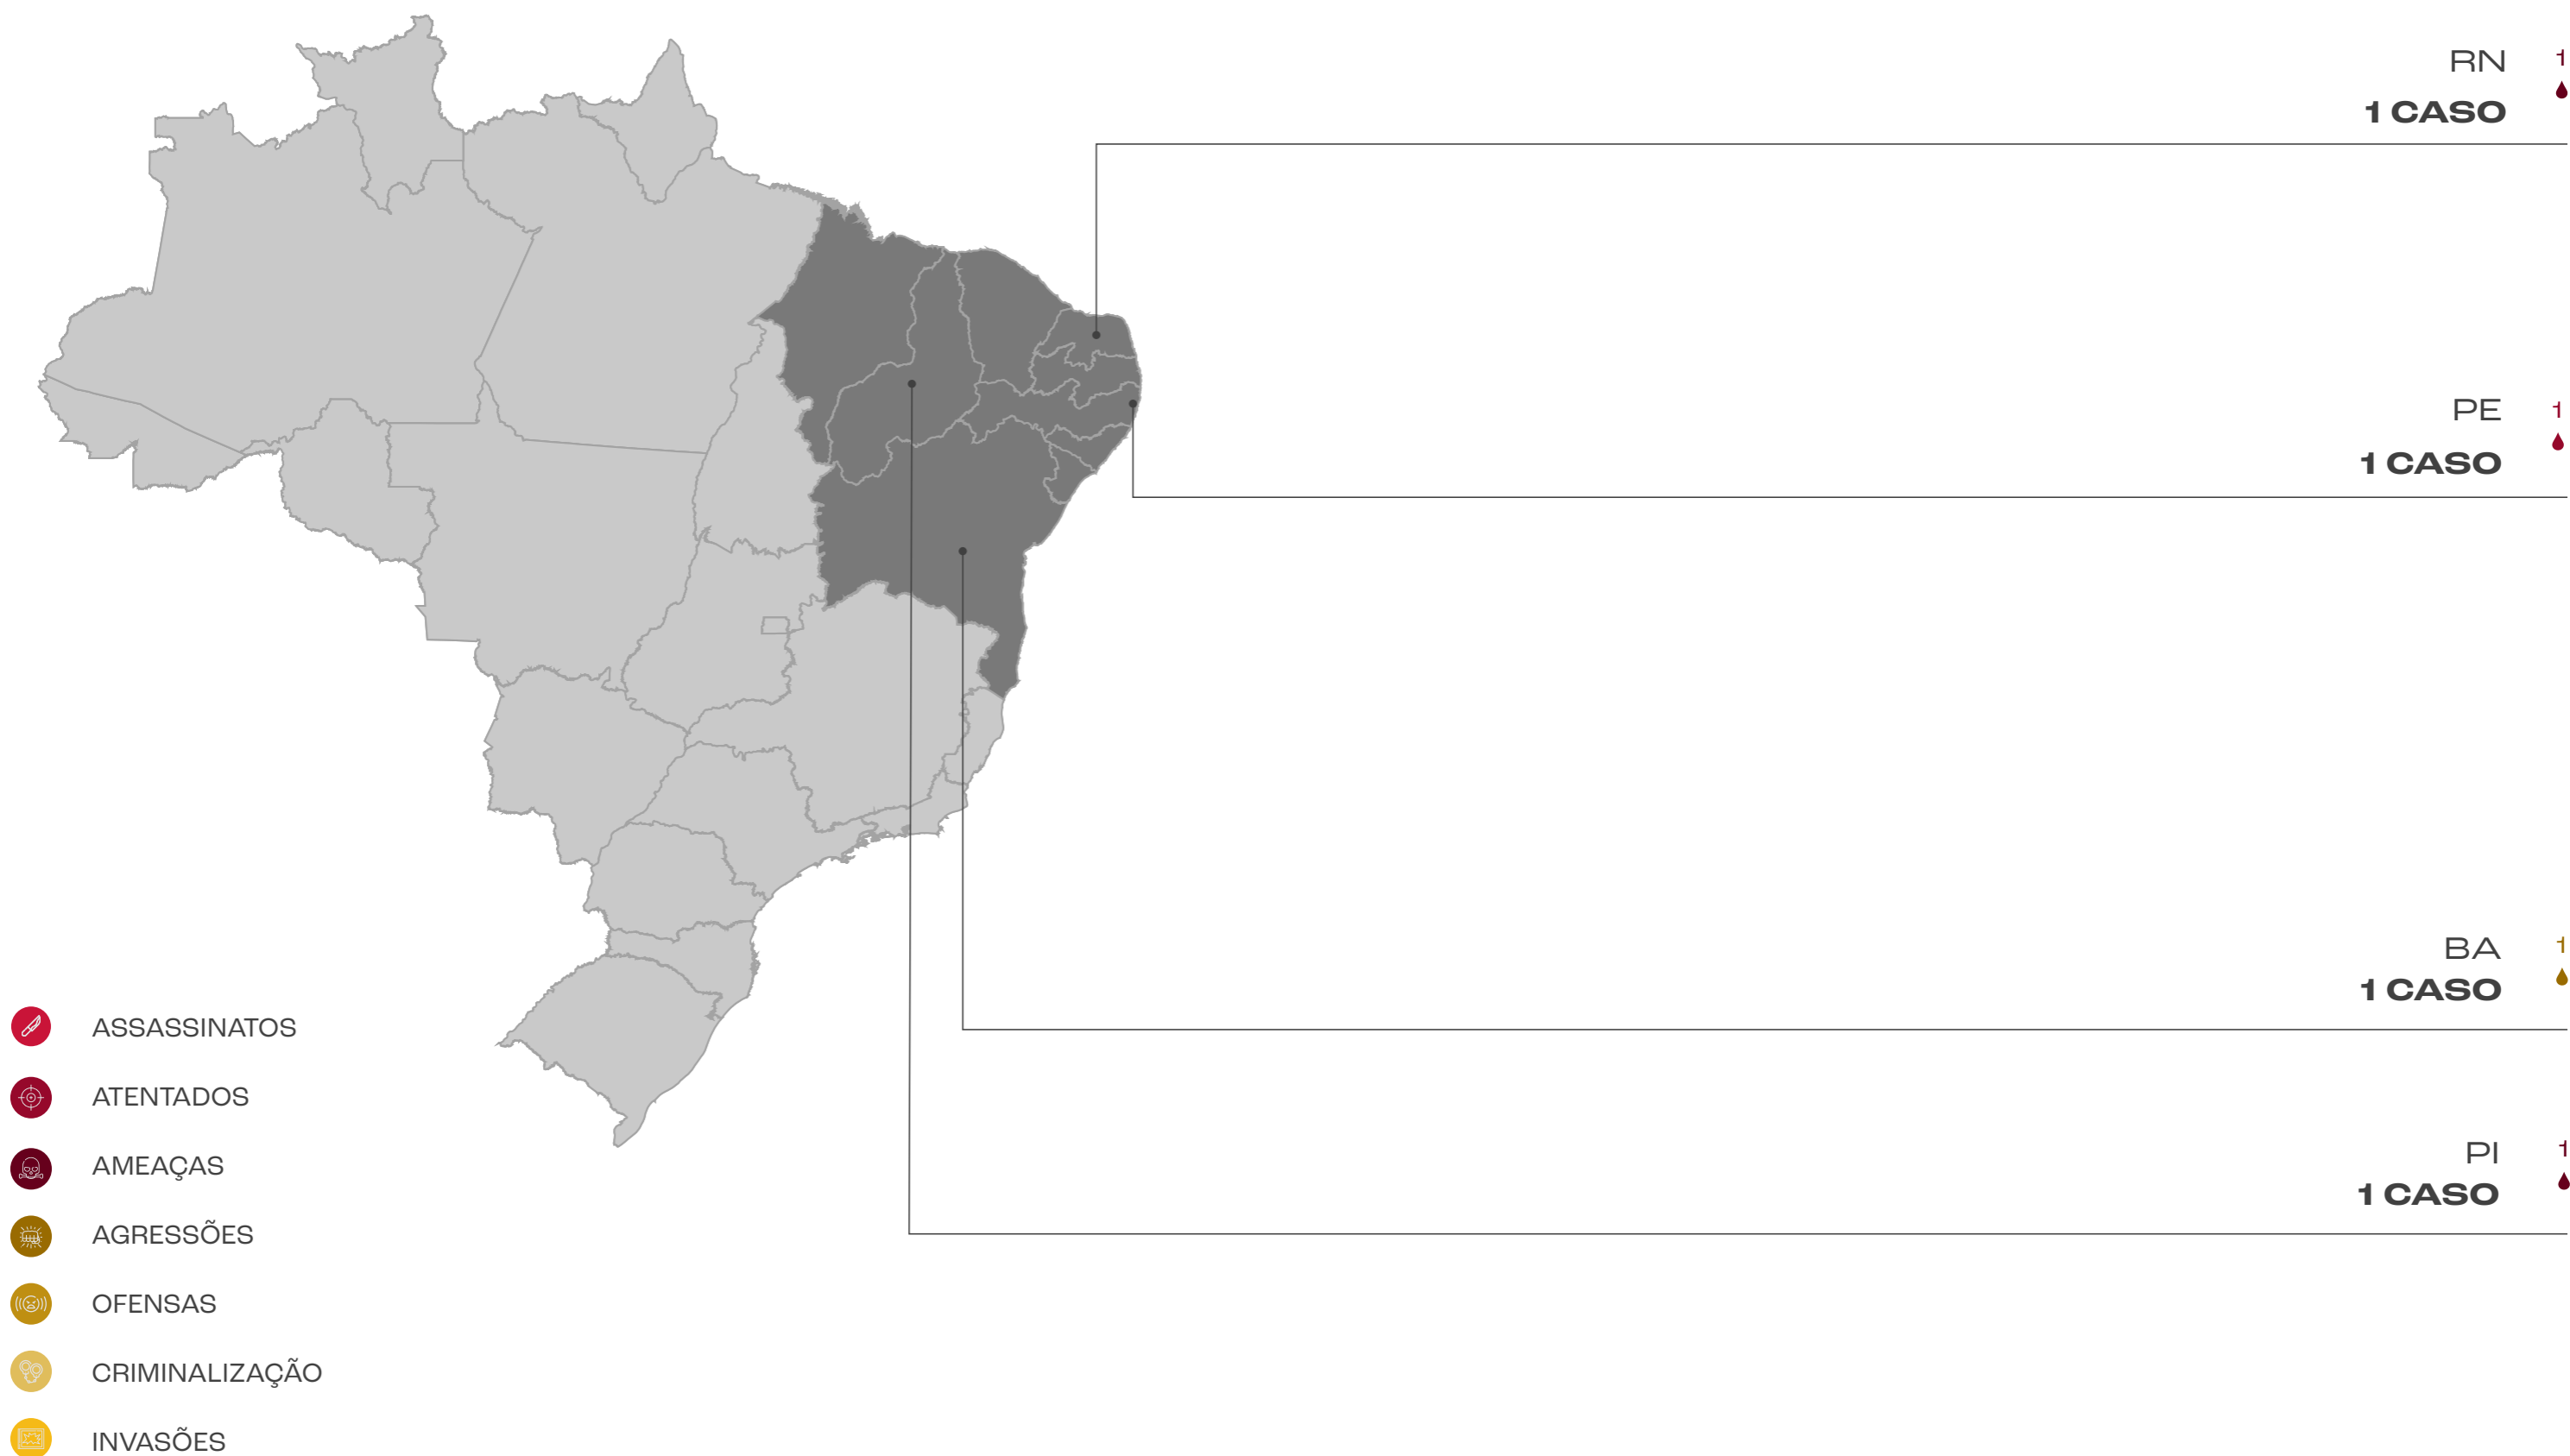 RN 1
1 CASO
PE 1
1 CASO
BA 1
1 CASO
PI 1
1 CASO
ASSASSINATOS
ATENTADOS
AMEAÇAS
AGRESSÕES
OFENSAS
CRIMINALIZAÇÃO
INVASÕES